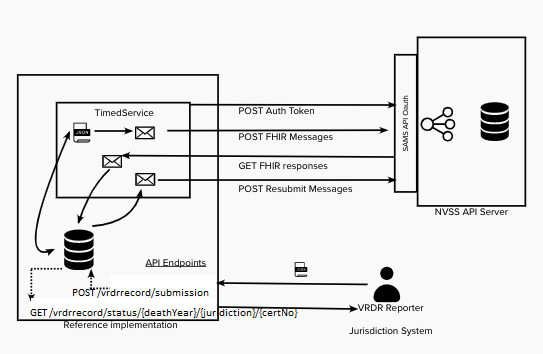 TimedService
JSON
POST Auth Token
POST FHIR Messages
GET FHIR responses
POST Resubmit Messages
SAMS API Oauth
NVSS API Server
API Endpoints
JSON
POST /vrdrrecord/submission
GET /vrdrrecord/status/{deathYear}/{jurisdiction}/{certNo}
Reference implementation
VRDR Reporter
Jurisdiction System